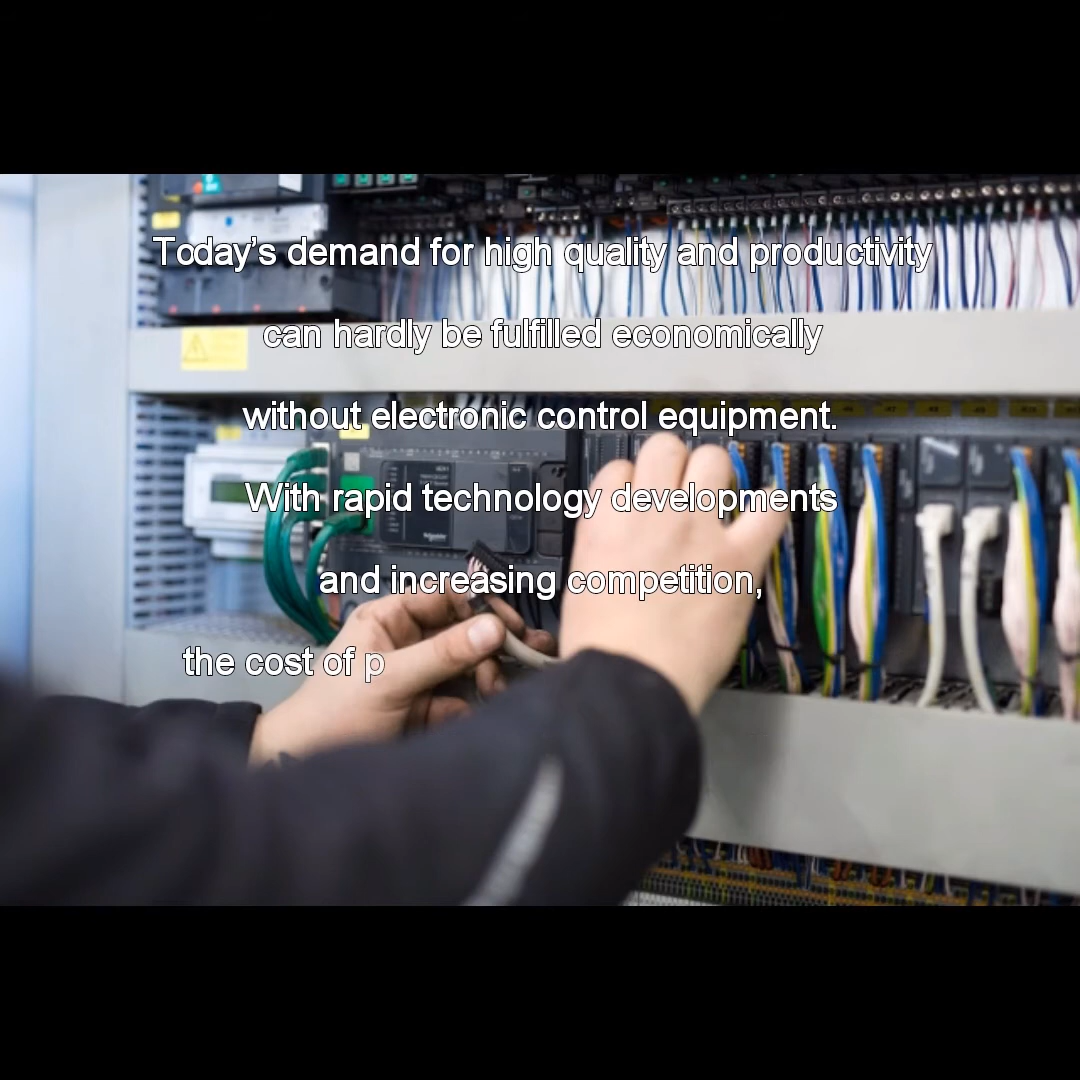 Today’s demand for high quality and productivity
can hardly be fulfilled economically
without electronic control equipment.
With rapid technology developments
and increasing competition,
the cost of p
Schneider